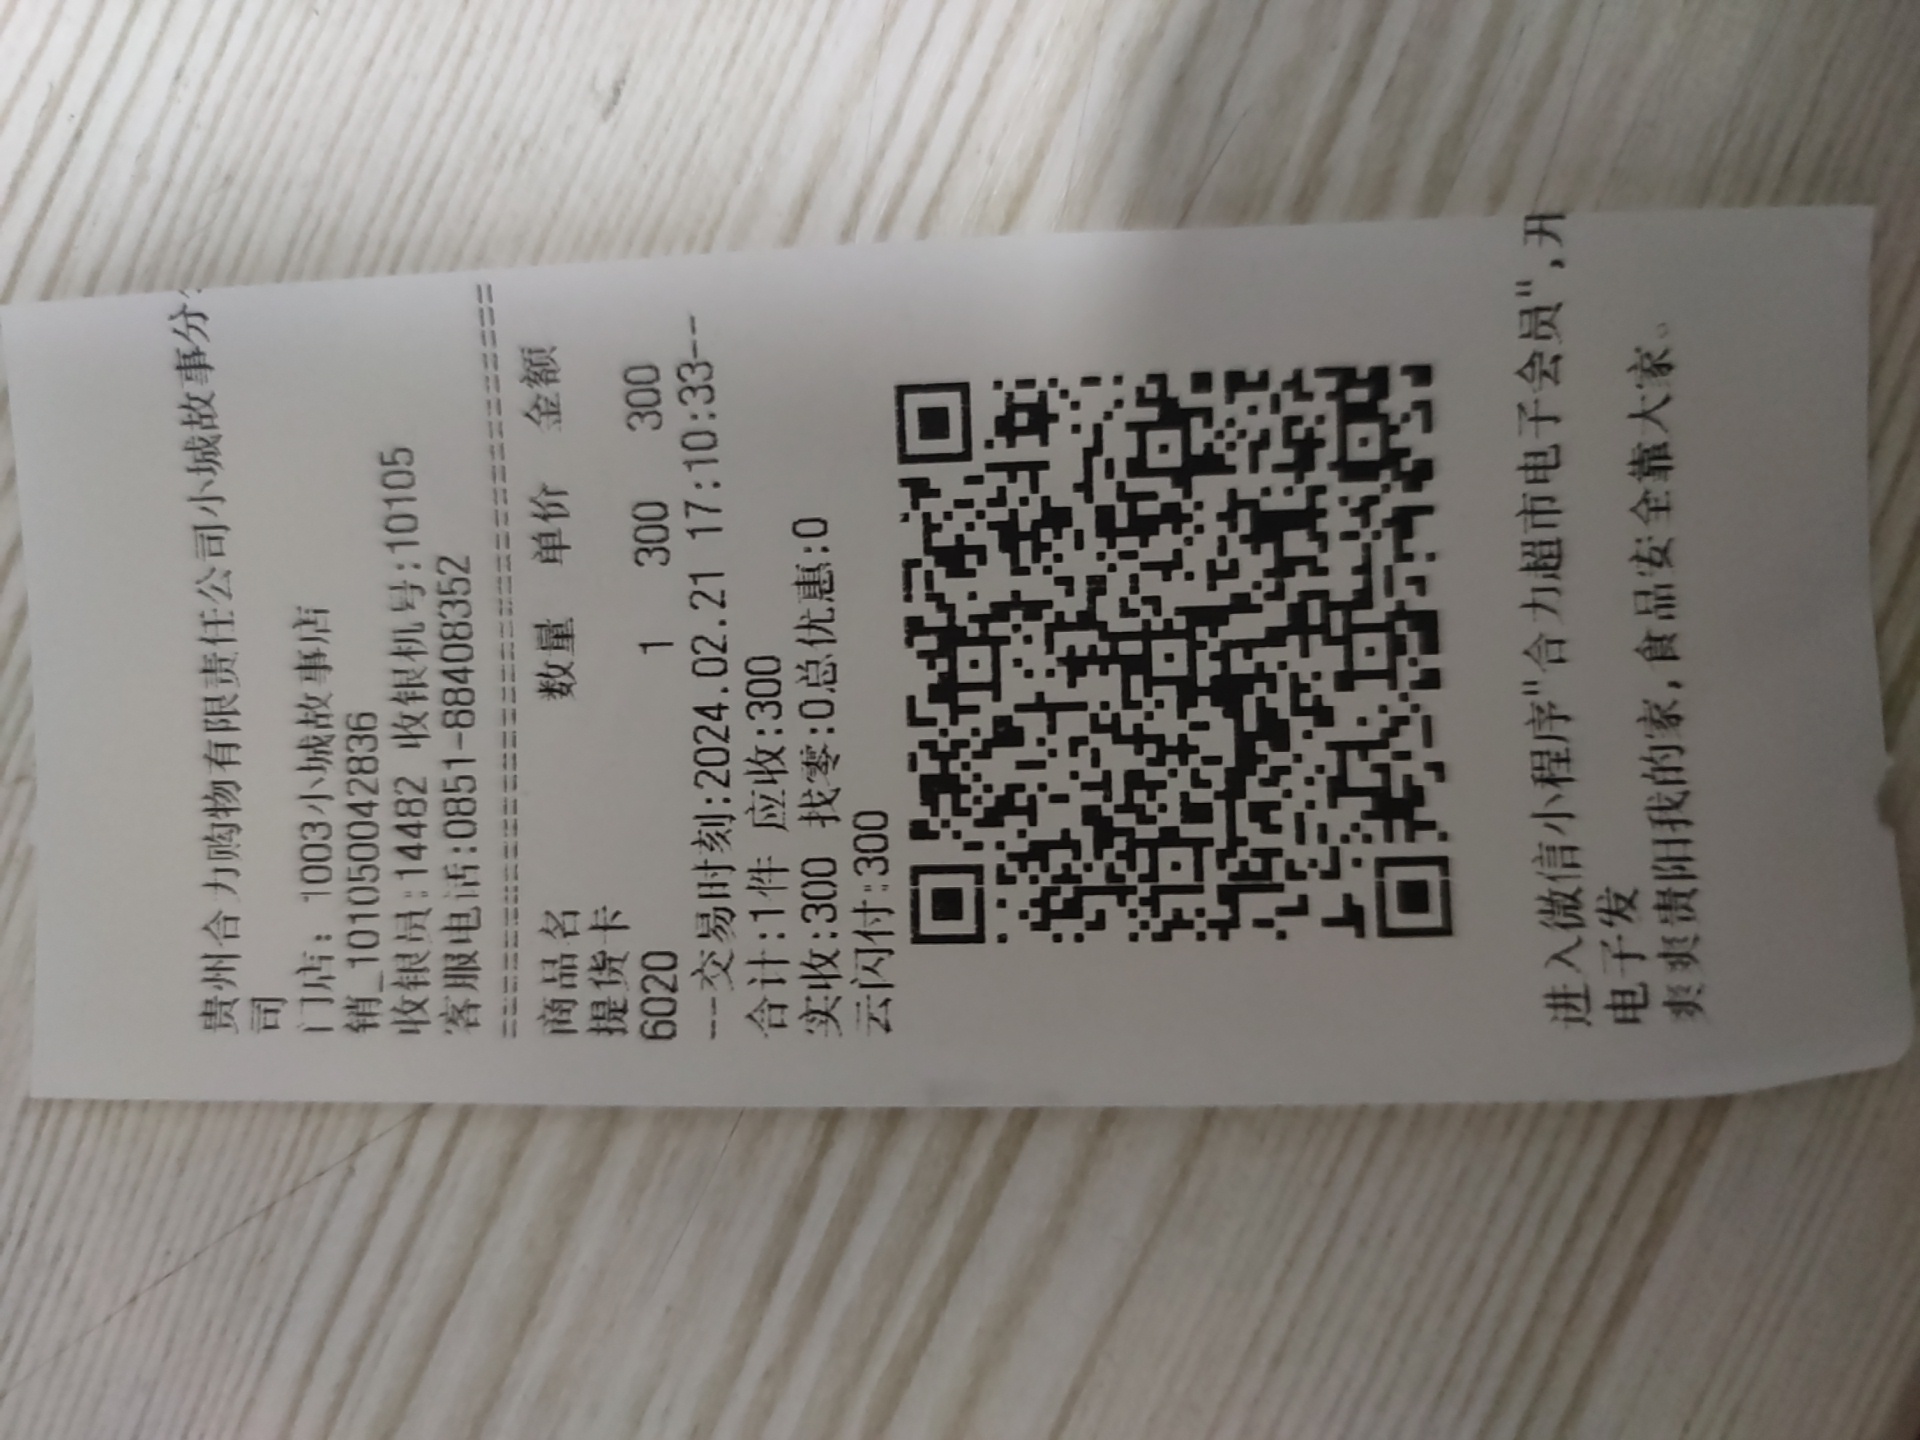 贵州合力购物有限责任公司小城故事分
司
门店: 1003小城故事店
销_101050042836
收银员:14482 收银机号:10105
客服电话:0851-88408352
================================
商品名 数量 单价 金额
提货卡
6020 1 300 300
--交易时刻:2024.02.21 17:10:33--
合计:1件 应收:300
实收:300 找零:0总优惠:0
云闪付:300
进入微信小程序"合力超市电子会员",开
电子发
爽爽贵阳我的家,食品安全靠大家。